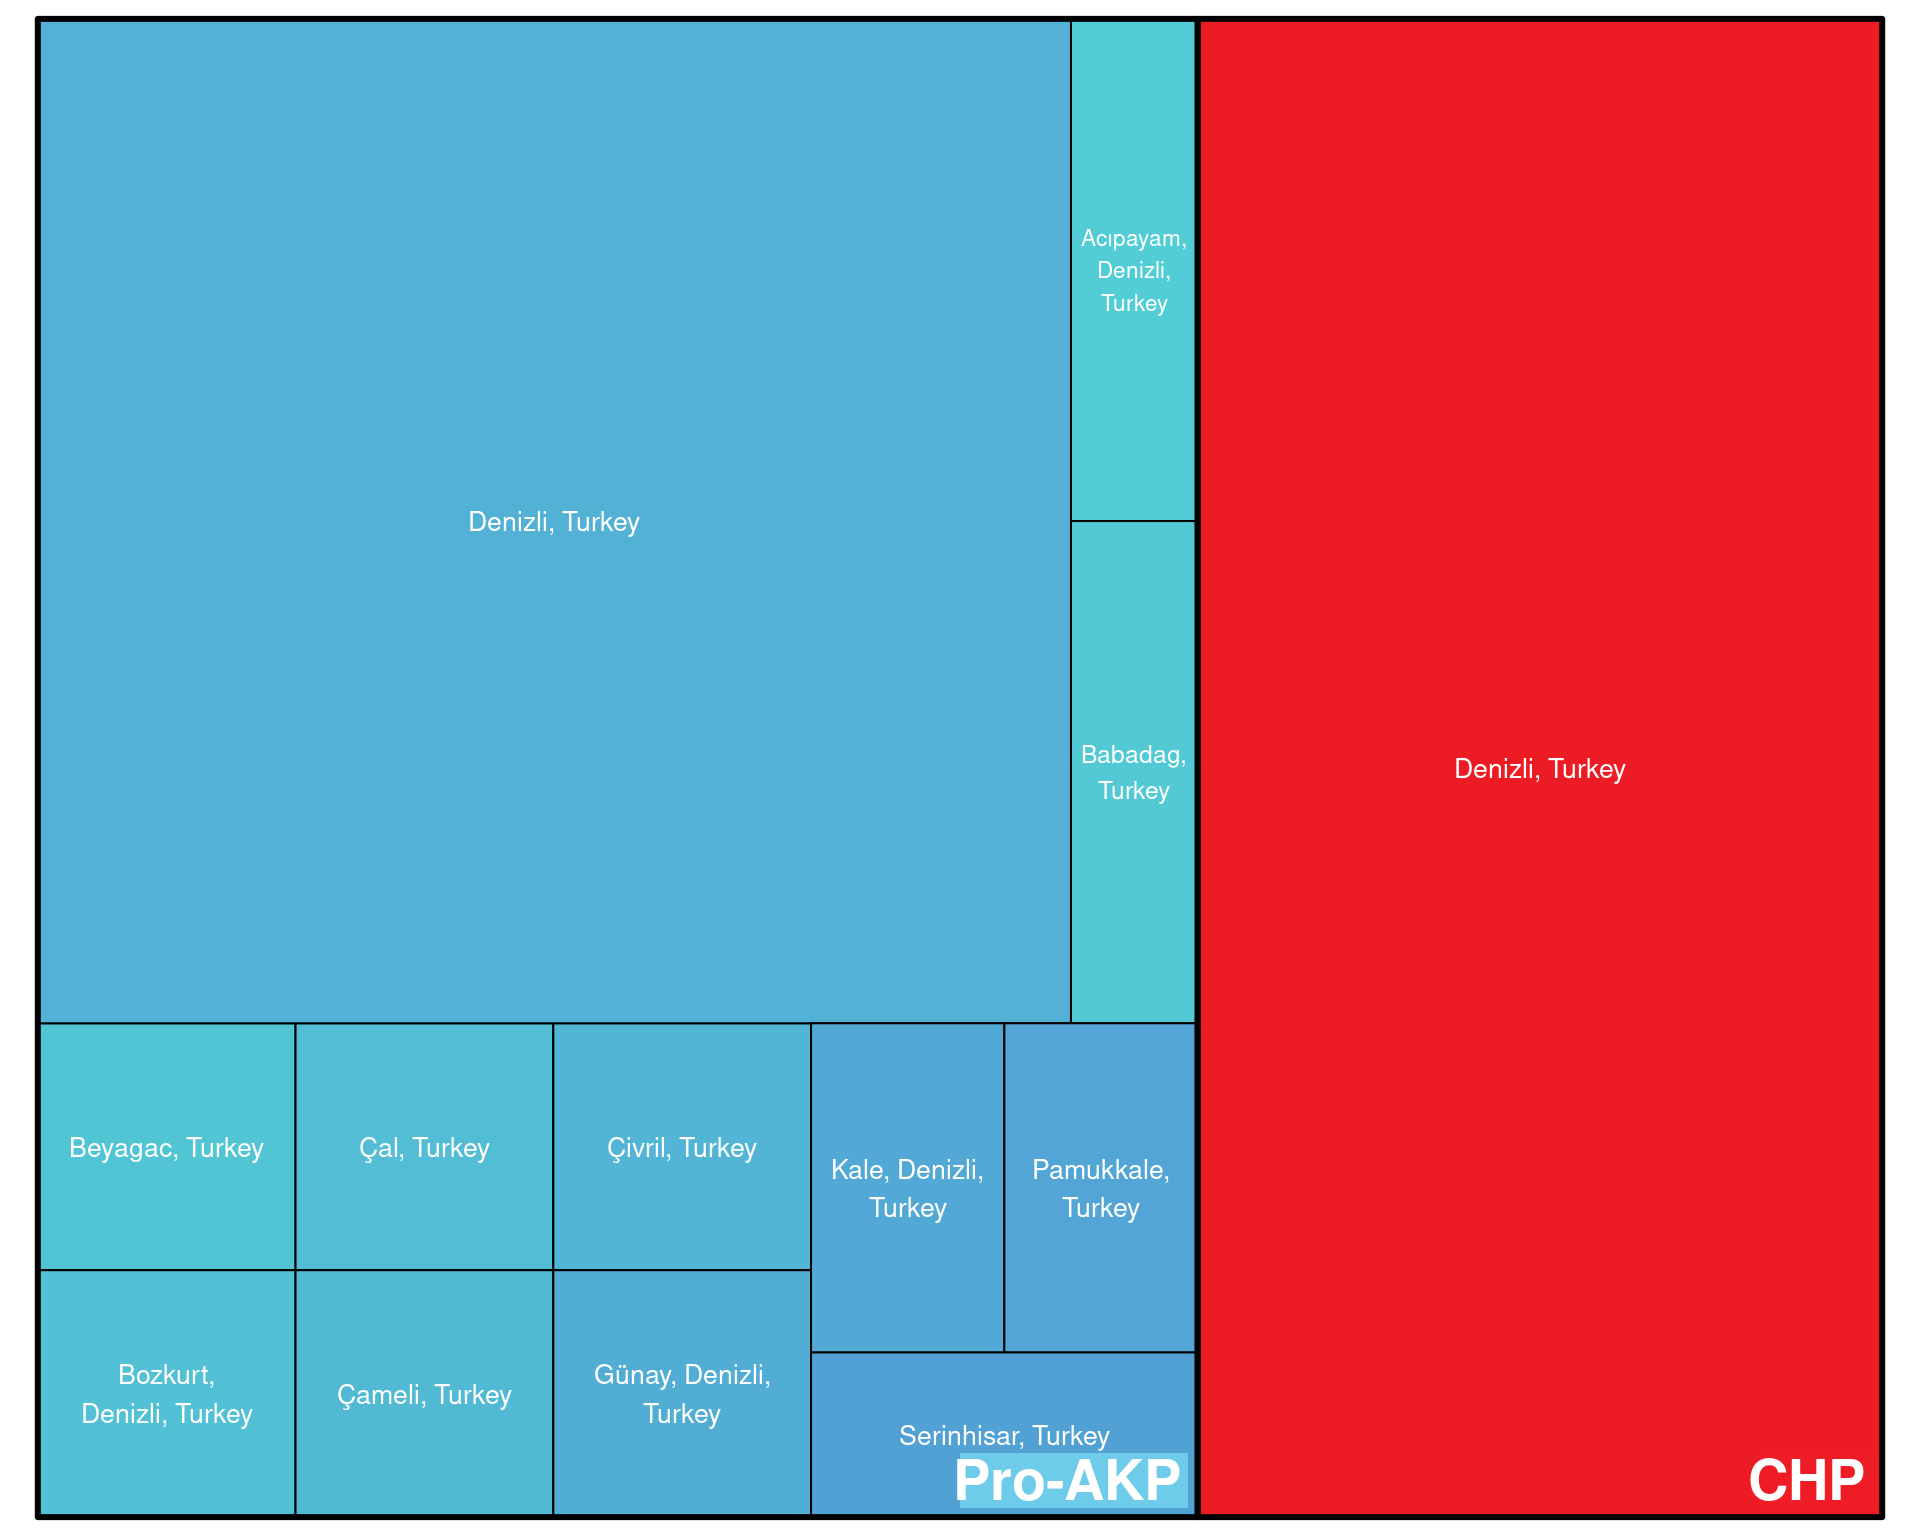 Denizli, Turkey
Acıpayam,
Denizli,
Turkey
Babadag,
Turkey
Beyagac, Turkey
Çal, Turkey
Çivril, Turkey
Kale, Denizli,
Turkey
Pamukkale,
Turkey
Bozkurt,
Denizli, Turkey
Çameli, Turkey
Günay, Denizli,
Turkey
Serinhisar, Turkey
Pro-AKP
Denizli, Turkey
CHP